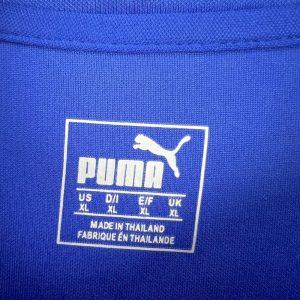 PUMA
US D/I E/F UK
XL XL XL XL
MADE IN THAILAND
FABRIQUE EN THAILANDE